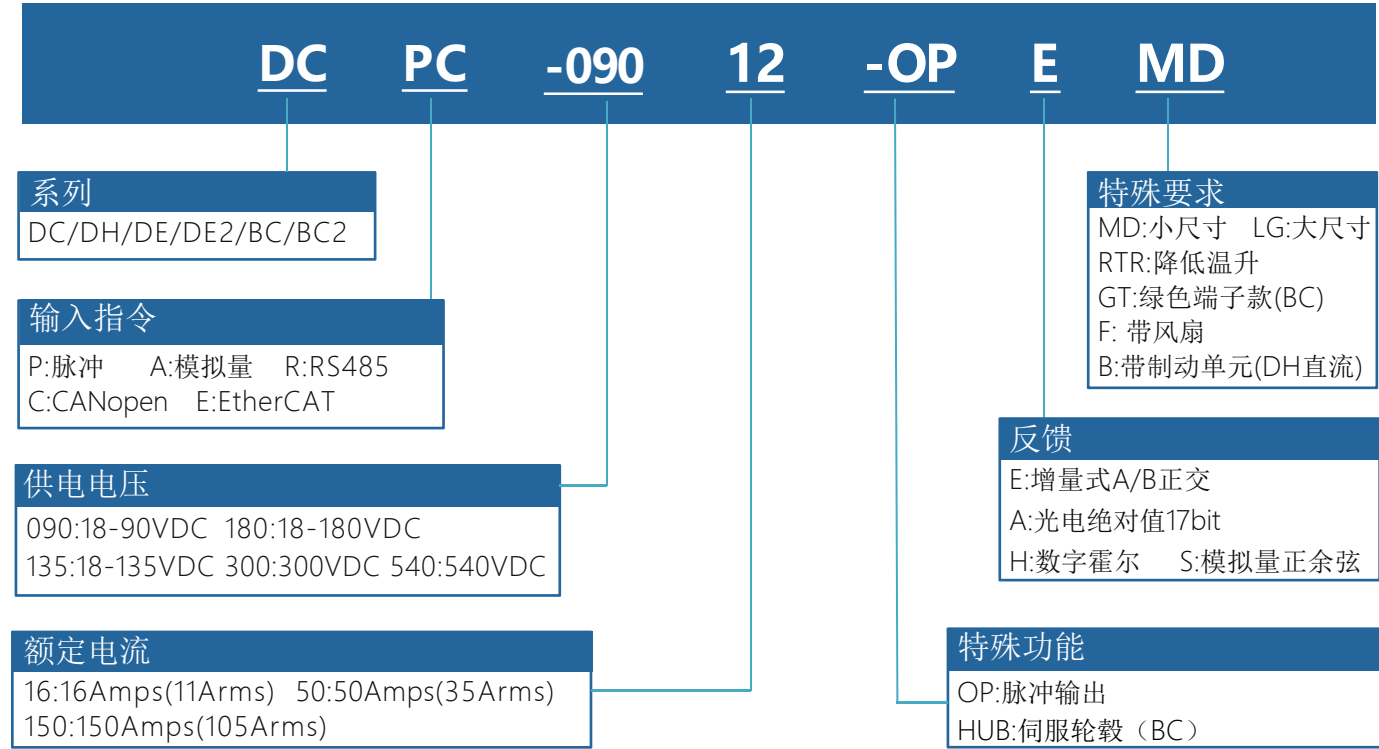 DC PC -090 12 -OP E MD
系列
DC/DH/DE/DE2/BC/BC2
输入指令
P:脉冲 A:模拟量 R:RS485
C:CANopen E:EtherCAT
供电电压
090:18-90VDC 180:18-180VDC
135:18-135VDC 300:300VDC 540:540VDC
额定电流
16:16Amps(11Arms) 50:50Amps(35Arms)
150:150Amps(105Arms)
特殊要求
MD:小尺寸 LG:大尺寸
RTR:降低温升
GT:绿色端子款(BC)
F: 带风扇
B:带制动单元(DH直流)
反馈
E:增量式A/B正交
A:光电绝对值17bit
H:数字霍尔 S:模拟量正余弦
特殊功能
OP:脉冲输出
HUB:伺服轮毂（BC）